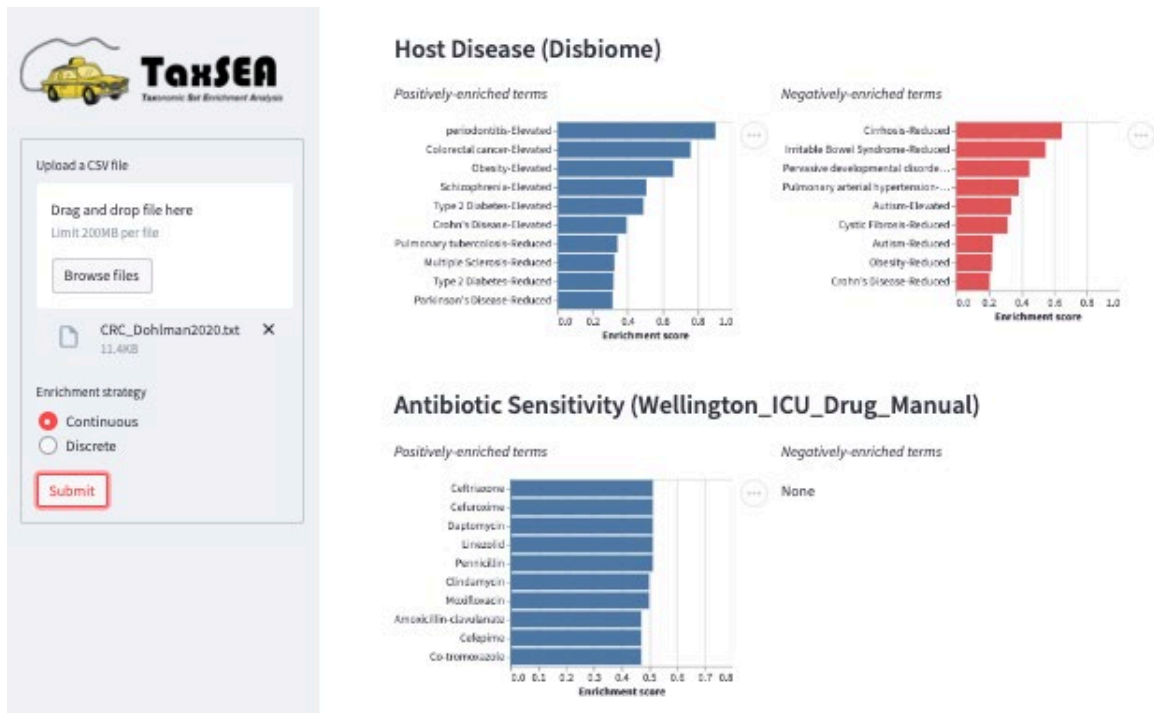 TaxSEA
Taxonomic Set Enrichment Analysis
Upload a CSV file
Drag and drop file here
Limit 200MB per file
Browse files
CRC_Dohlman2020.txt
11.4KB
Enrichment strategy
Continuous
Discrete
Submit
Host Disease (Disbiome)
Positively-enriched terms
periodontitis-Elevated
Colorectal cancer-Elevated
Obesity-Elevated
Schizophrenia-Elevated
Type 2 Diabetes-Elevated
Crohn's Disease-Elevated
Pulmonary tubercolosis-Reduced
Multiple Sclerosis-Reduced
Type 2 Diabetes-Reduced
Parkinson's Disease-Reduced
0.0 0.2 0.4 0.6 0.8 1.0
Enrichment score
Negatively-enriched terms
Cirrhosis-Reduced
Irritable Bowel Syndrome-Reduced
Pervasive developmental disorde...
Pulmonary arterial hypertension-...
Autism-Elevated
Cystic Fibrosis-Reduced
Autism-Reduced
Obesity-Reduced
Crohn's Disease-Reduced
0.0 0.2 0.4 0.6 0.8 1.0
Enrichment score
Antibiotic Sensitivity (Wellington_ICU_Drug_Manual)
Positively-enriched terms
Ceftriaxone
Cefuroxime
Daptomycin
Linezolid
Pennicillin
Clindamycin
Moxifloxacin
Amoxicillin-clavulanate
Cefepime
Co-tromoxazole
0.0 0.1 0.2 0.3 0.4 0.5 0.6 0.7 0.8
Enrichment score
Negatively-enriched terms
None